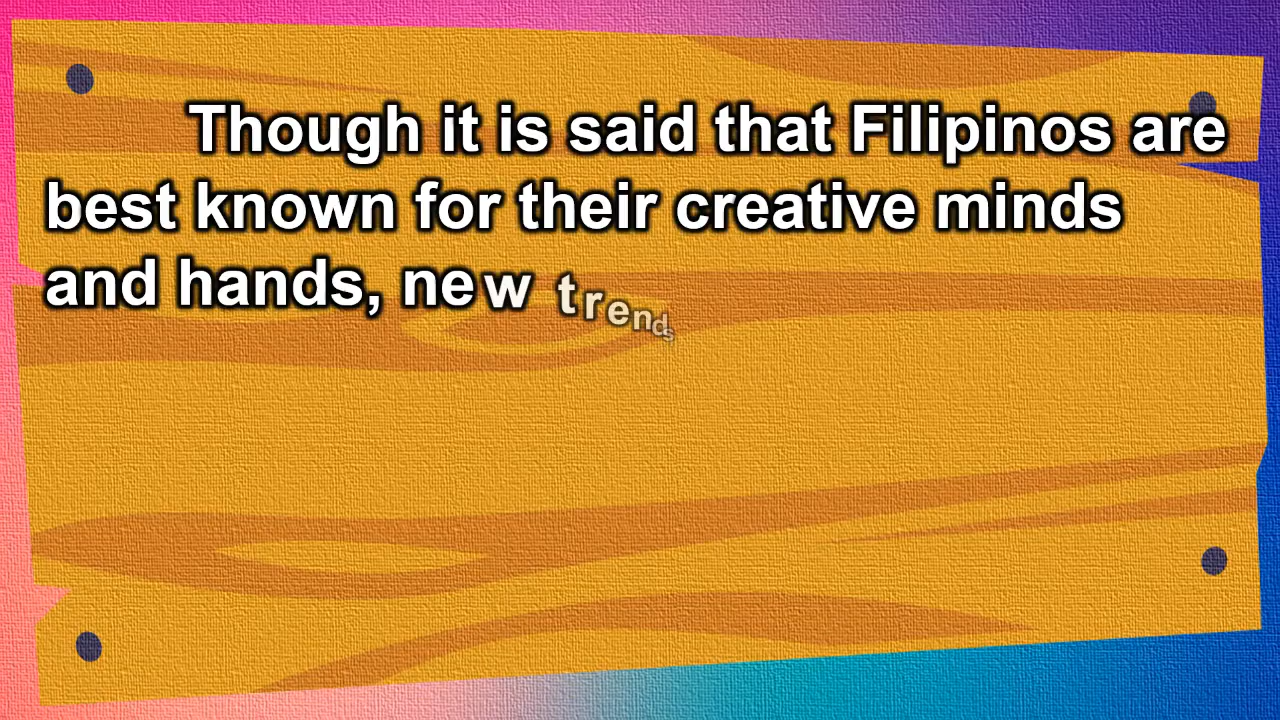 Though it is said that Filipinos are
best known for their creative minds
and hands, new trends